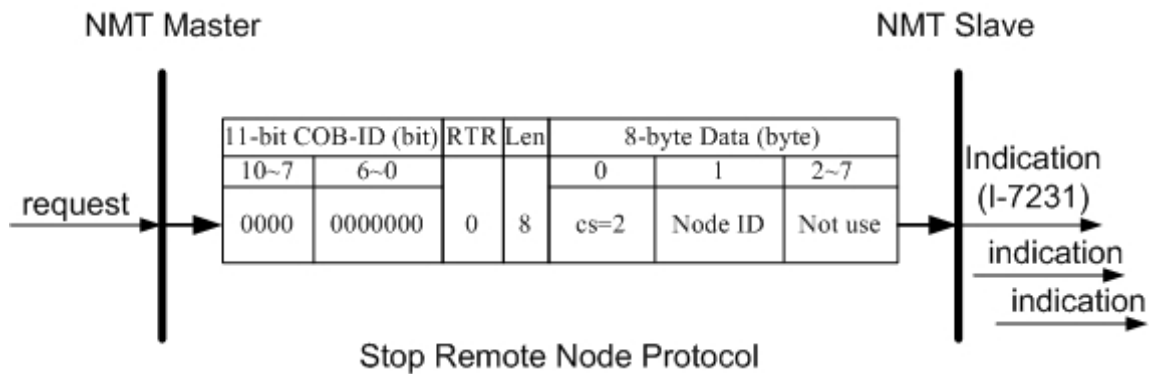 NMT Master NMT Slave
11-bit COB-ID (bit) RTR Len 8-byte Data (byte)
10~7 6~0 0 1 2~7
request 0000 0000000 0 8 cs=2 Node ID Not use
Indication
(I-7231)
indication
indication
Stop Remote Node Protocol